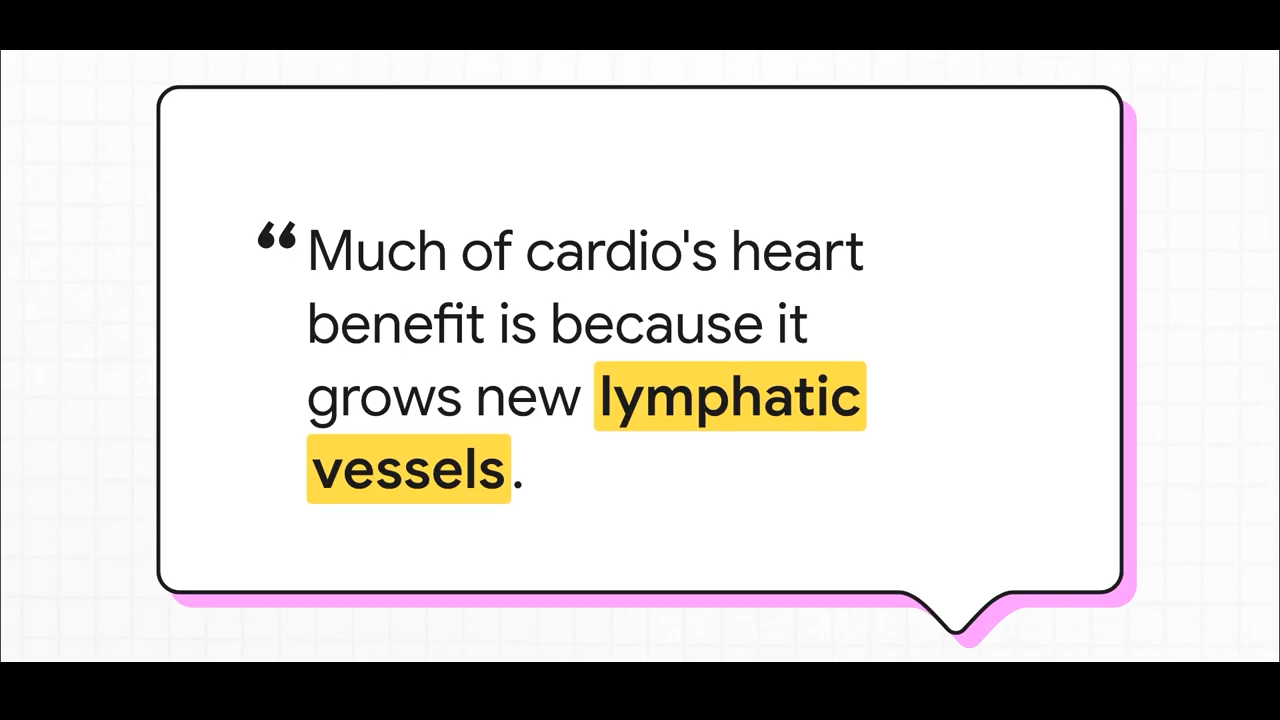 “Much of cardio's heart
benefit is because it
grows new lymphatic
vessels.